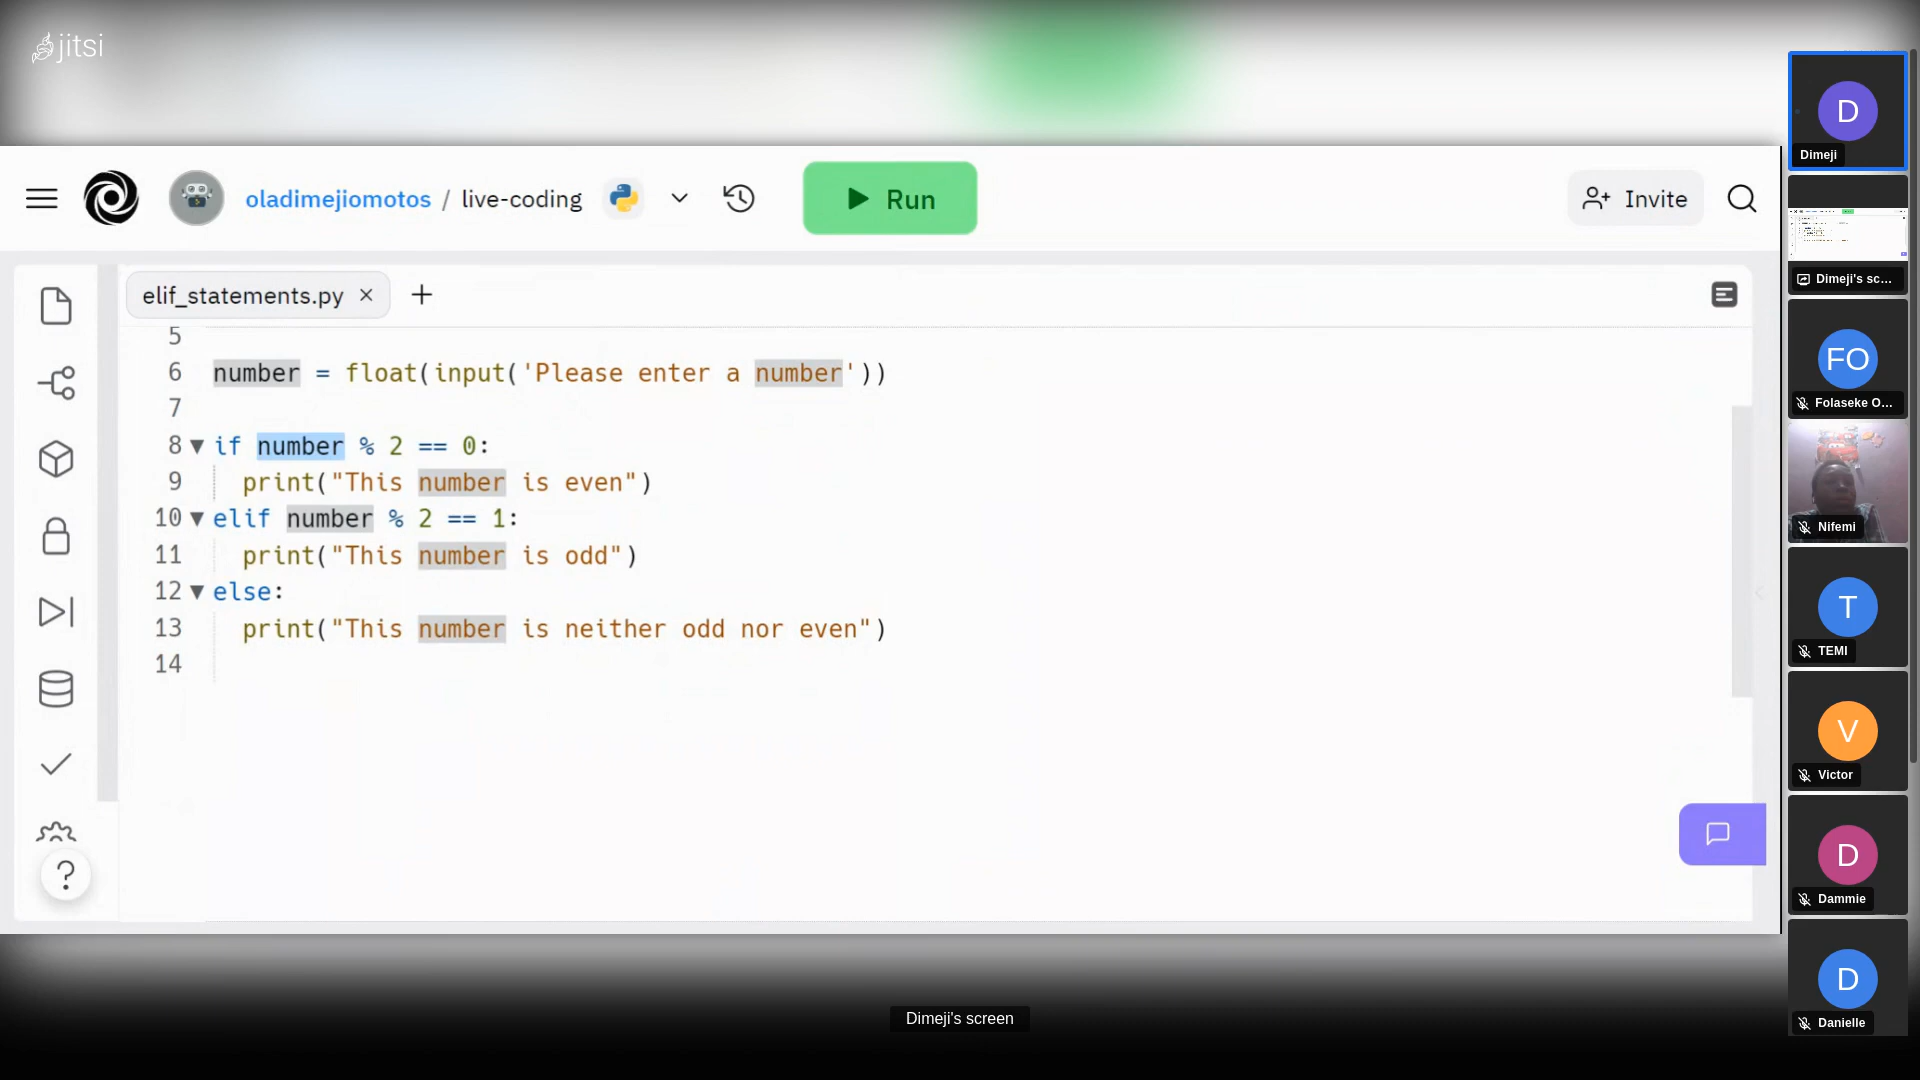 jitsi
oladimejiomotos / live-coding
Run
Invite
elif_statements.py × +
5
6 number = float(input('Please enter a number'))
7
8 if number % 2 == 0:
9 print("This number is even")
10 elif number % 2 == 1:
11 print("This number is odd")
12 else:
13 print("This number is neither odd nor even")
14
?
Dimeji's screen
D
Dimeji
Dimeji's sc...
FO
Folaseke O...
Nifemi
T
TEMI
V
Victor
D
Dammie
D
Danielle